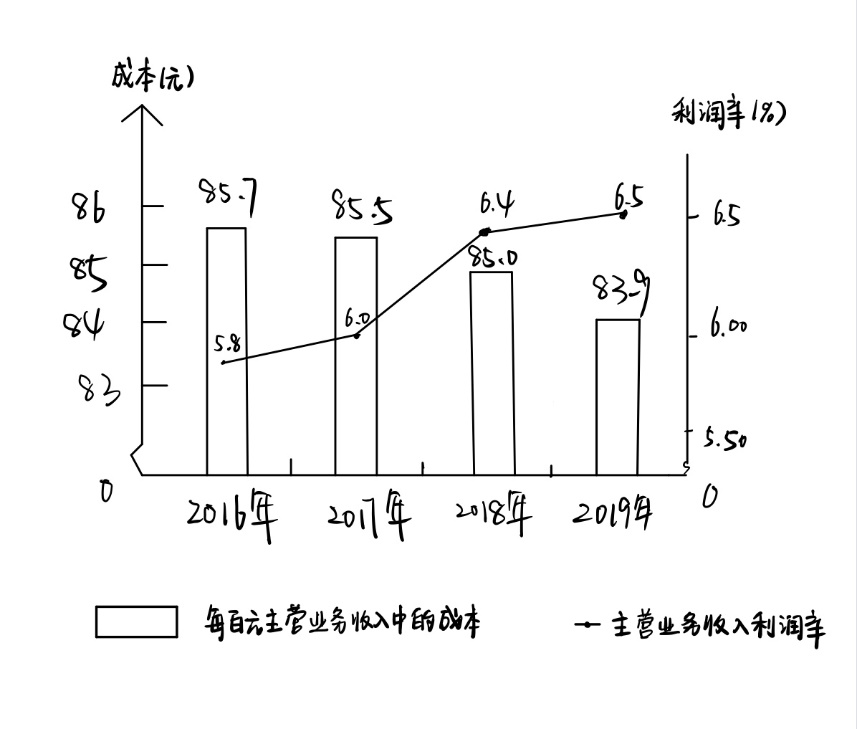 成本(元)
利润率(%)
86
85
84
83
0
85.7
85.5
6.4
6.5
85.0
83.9
5.8
6.0
6.5
6.00
5.50
0
2016年
2017年
2018年
2019年
每百元主营业务收入中的成本
主营业务收入利润率